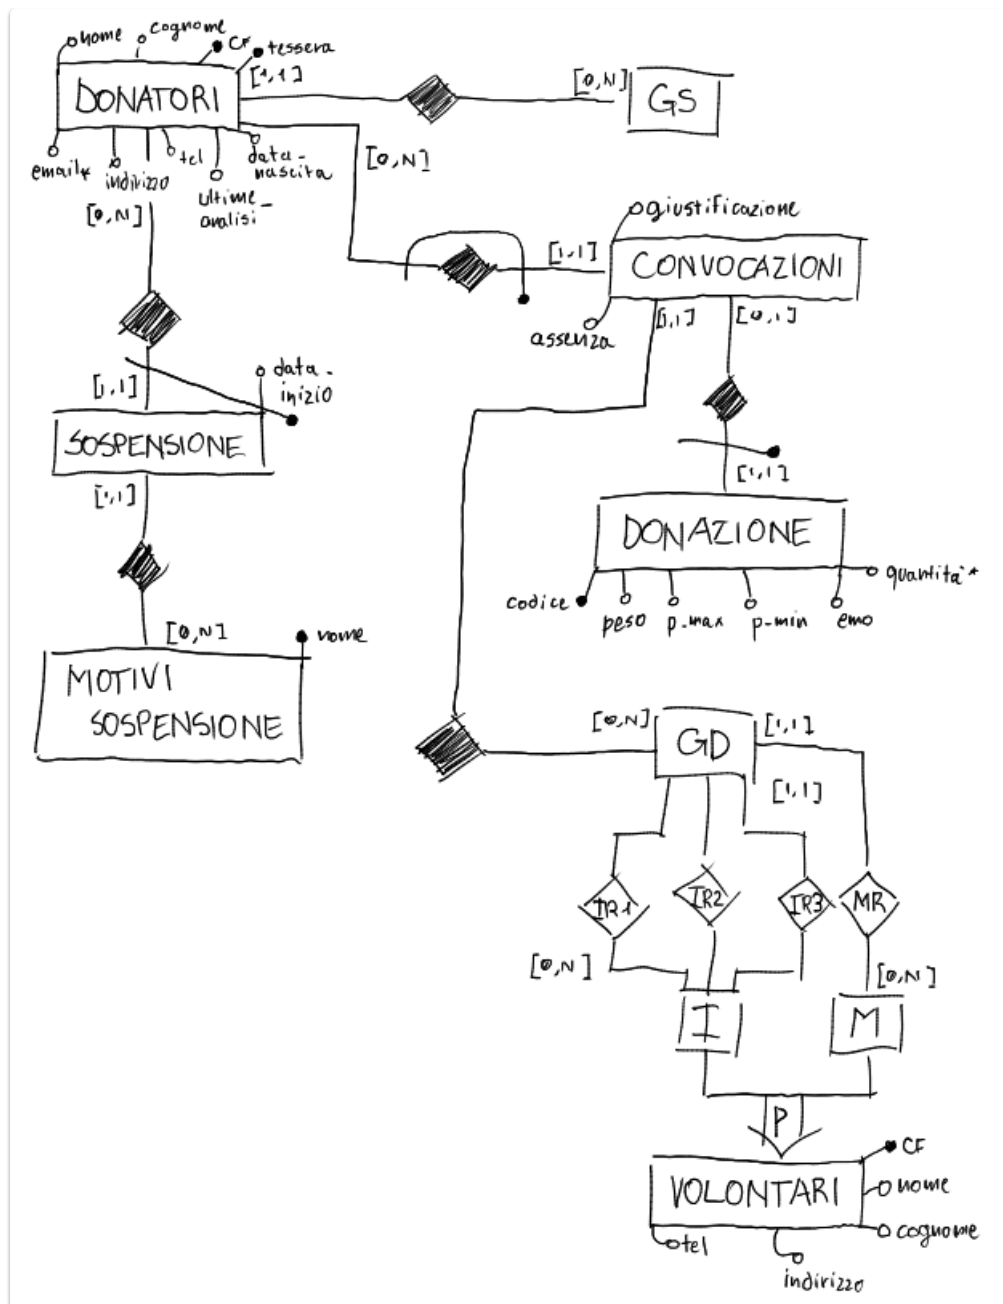 nome
cognome
CF
tessera
[1,1]
DONATORI
[0,N]
GS
email*
indirizzo
tel
ultime_
analisi
data_
nascita
[0,N]
[0,N]
giustificazione
[1,1]
CONVOCAZIONI
assenza
[1,1]
[0,1]
data_
inizio
[1,1]
SOSPENSIONE
[1,1]
[1,1]
DONAZIONE
quantità*
codice
peso
p_max
p-min
emo
[0,N]
nome
MOTIVI
SOSPENSIONE
[0,N]
GD
[1,1]
[1,1]
IR1
IR2
IR3
MR
[0,N]
[0,N]
I
M
P
CF
VOLONTARI
nome
cognome
tel
indirizzo